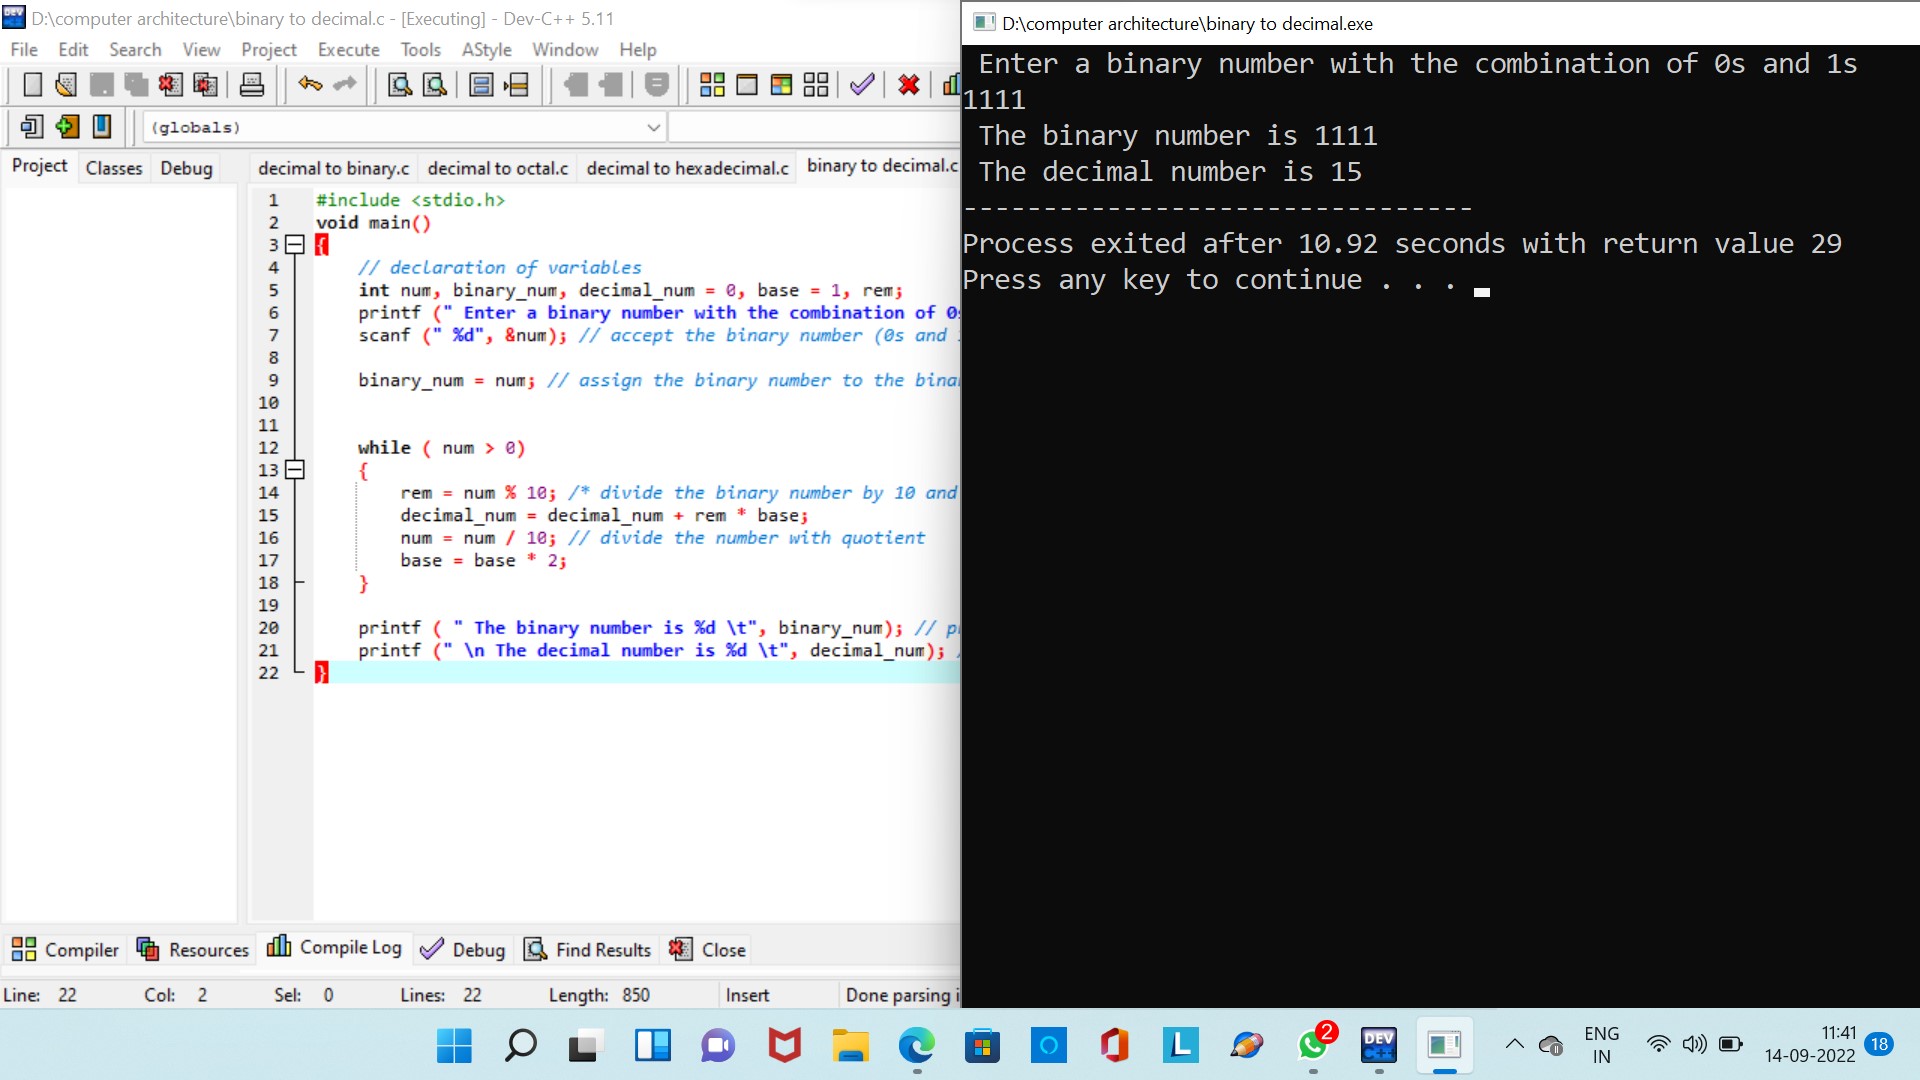 D:\computer architecture\binary to decimal.c - [Executing] - Dev-C++ 5.11
File Edit Search View Project Execute Tools AStyle Window Help
(globals)
Project Classes Debug
decimal to binary.c decimal to octal.c decimal to hexadecimal.c binary to decimal.c
1 #include <stdio.h>
2 void main()
3 {
4 // declaration of variables
5 int num, binary_num, decimal_num = 0, base = 1, rem;
6 printf (" Enter a binary number with the combination of 0s
7 scanf (" %d", &num); // accept the binary number (0s and
8
9 binary_num = num; // assign the binary number to the
10
11
12 while ( num > 0)
13 {
14 rem = num % 10; /* divide the binary number by 10 and
15 decimal_num = decimal_num + rem * base;
16 num = num / 10; // divide the number with quotient
17 base = base * 2;
18 }
19
20 printf ( " The binary number is %d \t", binary_num); //
21 printf (" \n The decimal number is %d \t", decimal_num);
22 }
Compiler Resources Compile Log Debug Find Results Close
Line: 22 Col: 2 Sel: 0 Lines: 22 Length: 850 Insert Done parsing
D:\computer architecture\binary to decimal.exe
Enter a binary number with the combination of 0s and 1s
1111
The binary number is 1111
The decimal number is 15
--------------------------------
Process exited after 10.92 seconds with return value 29
Press any key to continue . . .
DEV C++
L
2
DEV C++
ENG
IN
11:41
14-09-2022
18